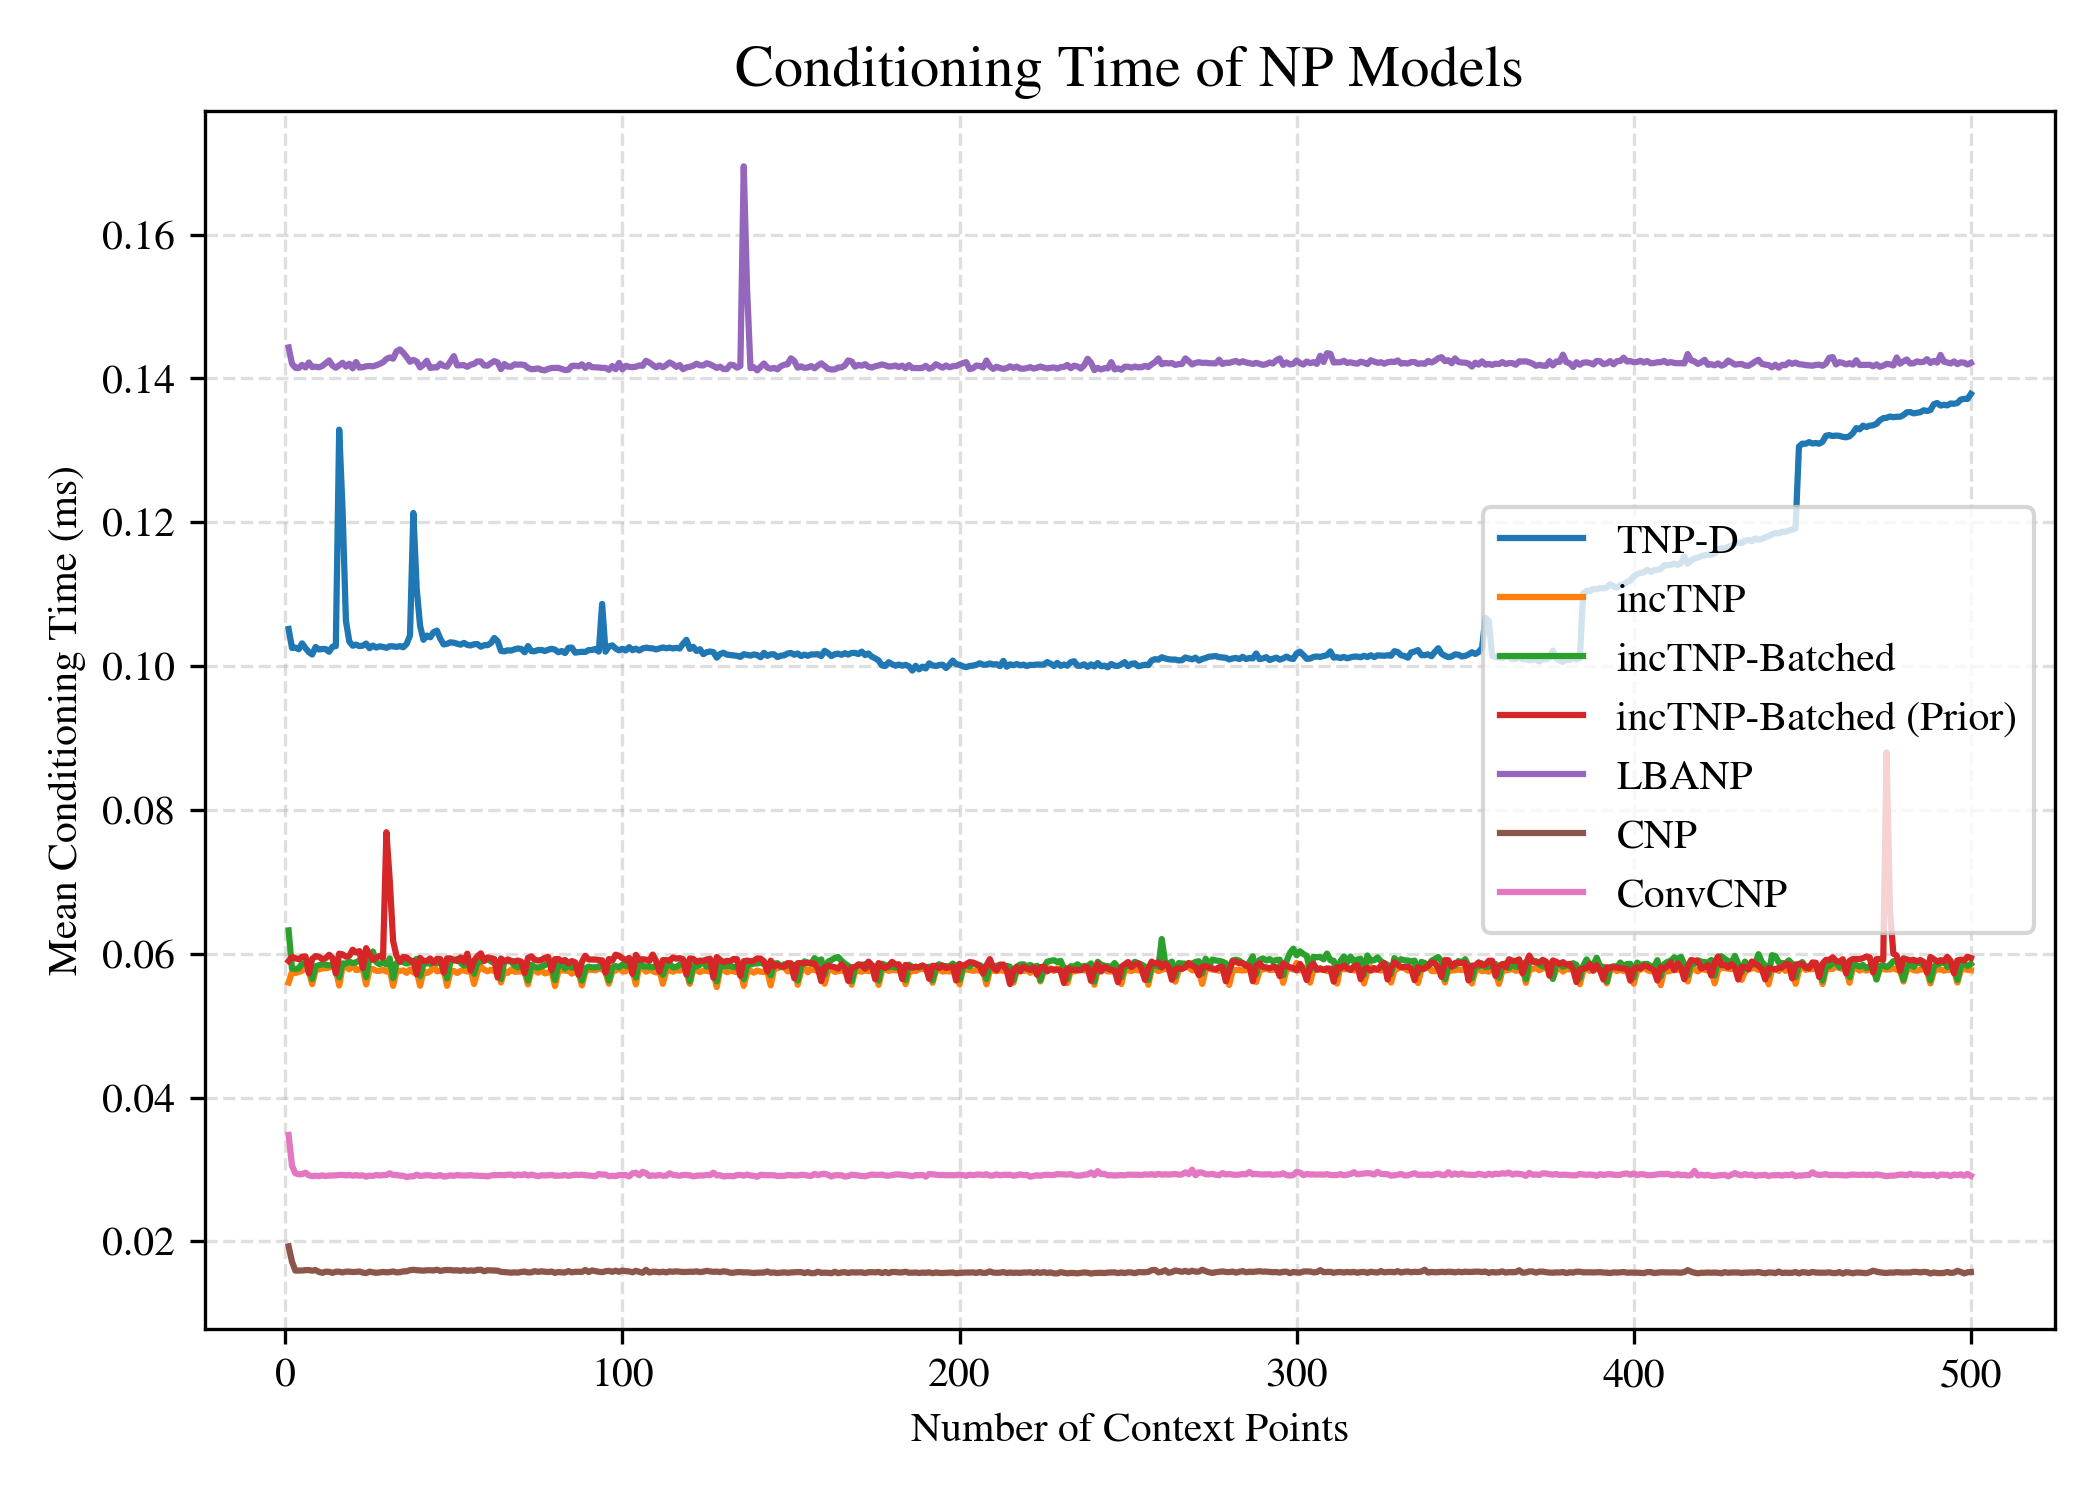 Conditioning Time of NP Models
Mean Conditioning Time (ms)
0.16
0.14
0.12
0.10
0.08
0.06
0.04
0.02
TNP-D
incTNP
incTNP-Batched
incTNP-Batched (Prior)
LBANP
CNP
ConvCNP
0 100 200 300 400 500
Number of Context Points